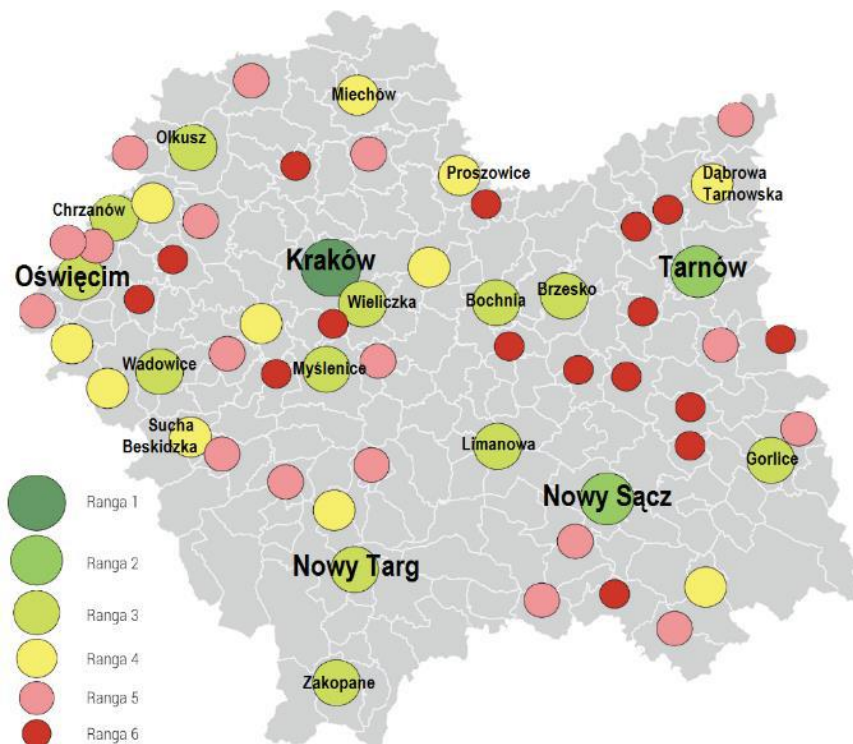 Miechów
Olkusz
Proszowice
Dąbrowa
Tarnowska
Chrzanów
Kraków
Tarnów
Oświęcim
Wieliczka
Bochnia
Brzesko
Wadowice
Myślenice
Sucha
Beskidzka
Limanowa
Gorlice
Nowy Sącz
Nowy Targ
Zakopane
Ranga 1
Ranga 2
Ranga 3
Ranga 4
Ranga 5
Ranga 6